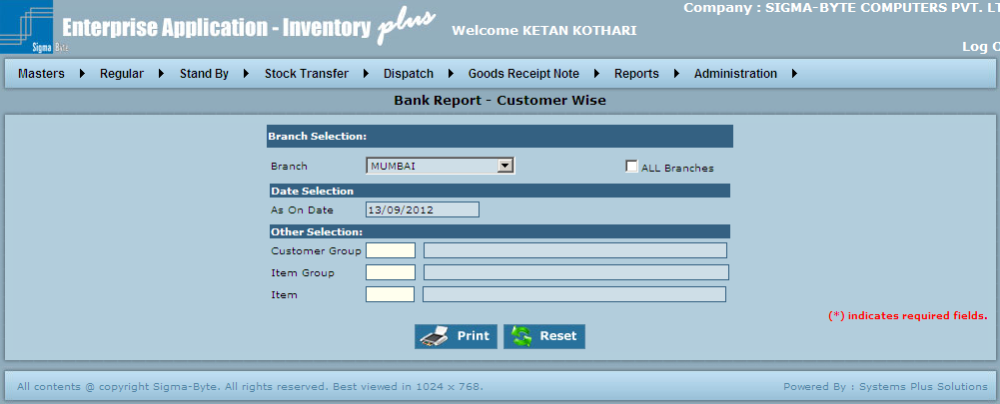 Company : SIGMA-BYTE COMPUTERS PVT. LT
Sigma Byte
Enterprise Application - Inventory plus
Welcome KETAN KOTHARI
Log O
Masters Regular Stand By Stock Transfer Dispatch Goods Receipt Note Reports Administration
Bank Report - Customer Wise
Branch Selection:
Branch MUMBAI ALL Branches
Date Selection
As On Date 13/09/2012
Other Selection:
Customer Group
Item Group
Item
(*) indicates required fields.
Print Reset
All contents @ copyright Sigma-Byte. All rights reserved. Best viewed in 1024 x 768. Powered By : Systems Plus Solutions